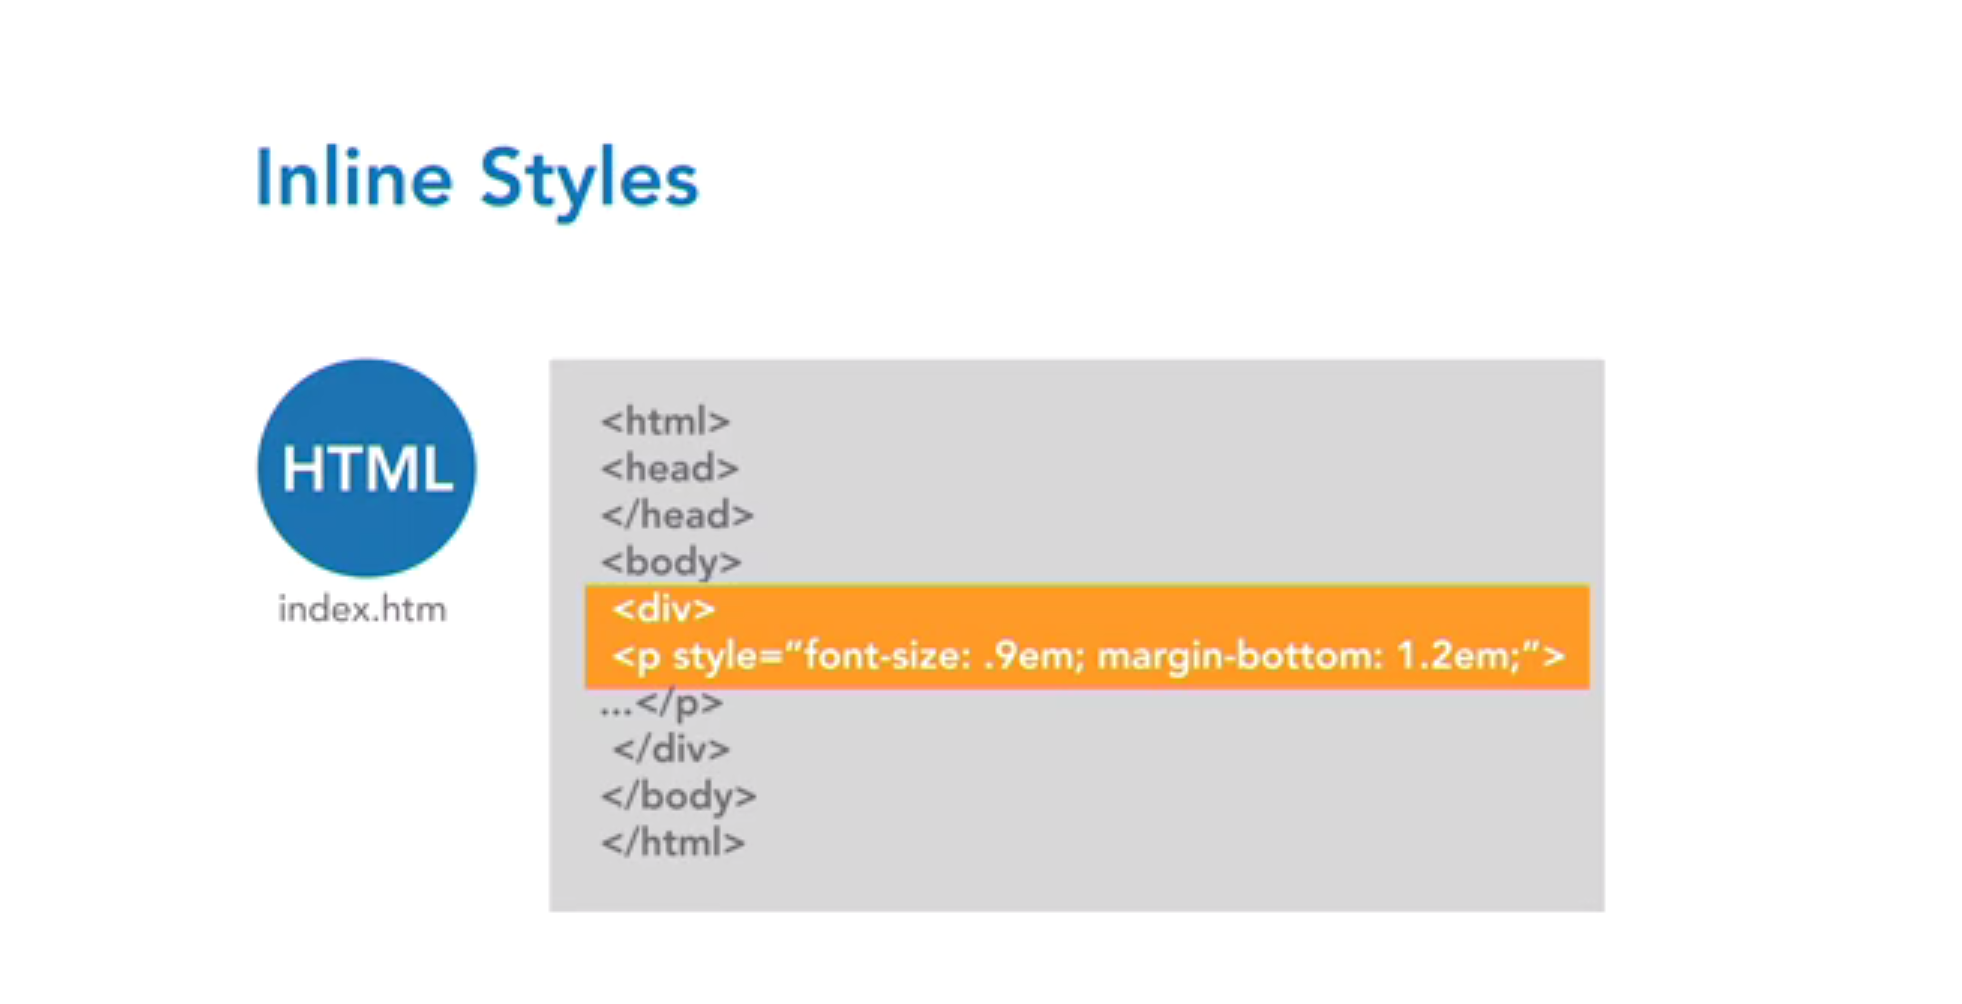 Inline Styles
HTML
index.htm
<html>
<head>
</head>
<body>
<div>
<p style=”font-size: .9em; margin-bottom: 1.2em;”>
...</p>
</div>
</body>
</html>